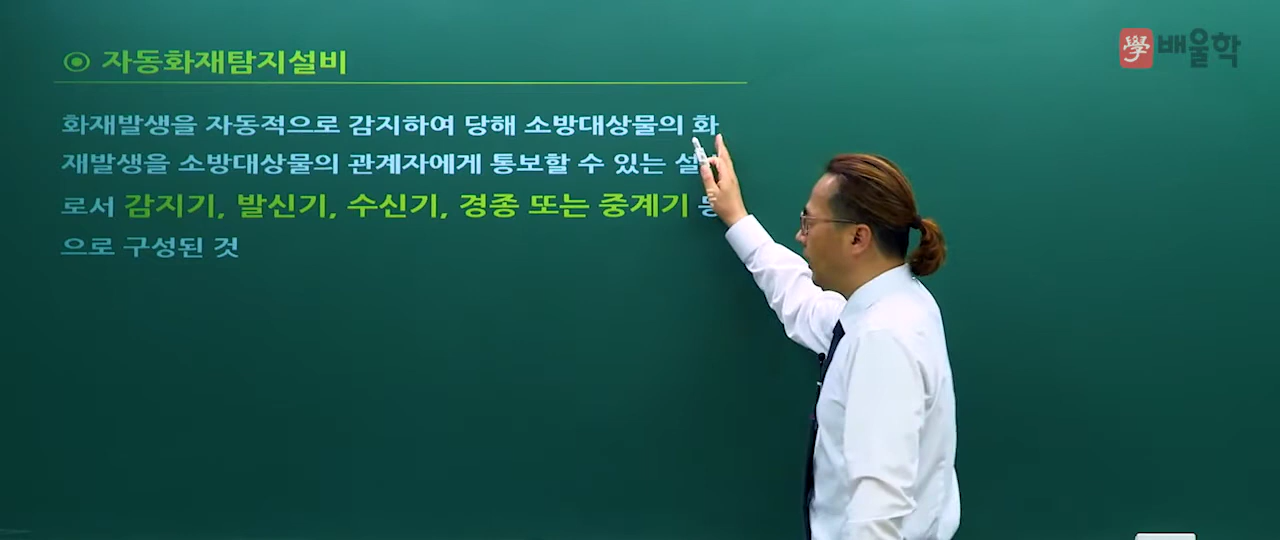 자동화재탐지설비
學 배울학
화재발생을 자동적으로 감지하여 당해 소방대상물의 화
재발생을 소방대상물의 관계자에게 통보할 수 있는
로서 감지기, 발신기, 수신기, 경종 또는 중계기
으로 구성된 것